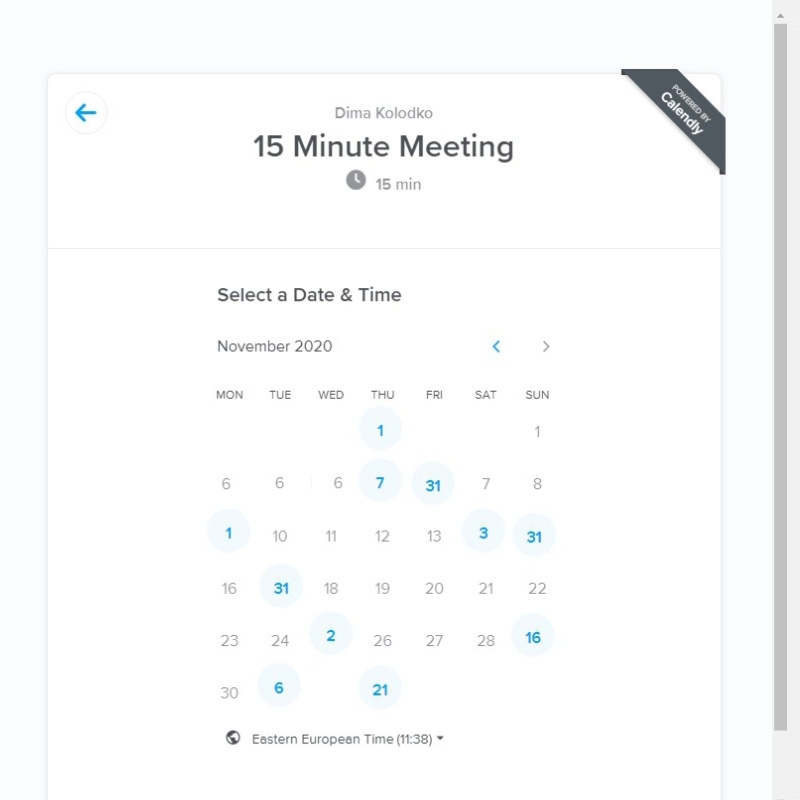 Dima Kolodko
15 Minute Meeting
15 min
POWERED BY
Calendly
Select a Date & Time
November 2020
MON TUE WED THU FRI SAT SUN
1 1
6 6 6 7 31 7 8
1 10 11 12 13 3 31
16 31 18 19 20 21 22
23 24 2 26 27 28 16
30 6 21
Eastern European Time (11:38)